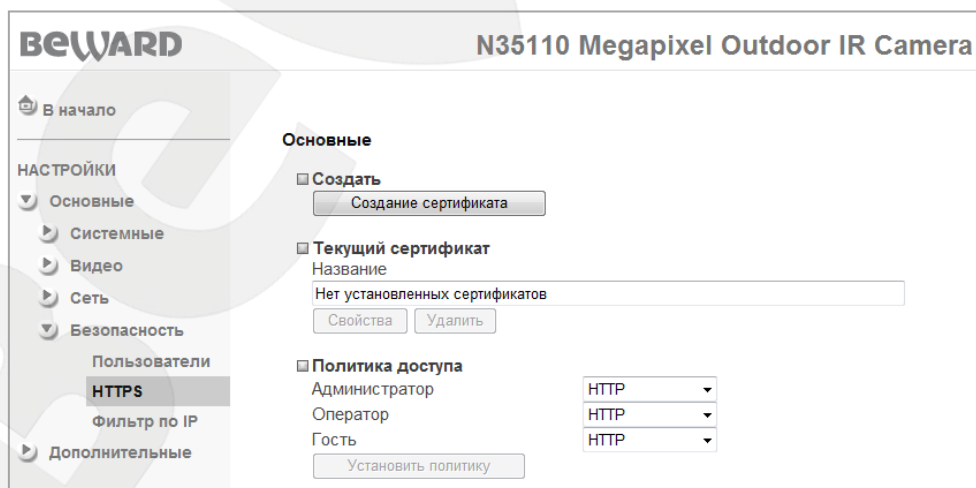 BEWARD
N35110 Megapixel Outdoor IR Camera
В начало
НАСТРОЙКИ
Основные
Системные
Видео
Сеть
Безопасность
Пользователи
HTTPS
Фильтр по IP
Дополнительные
Основные
Создать
Создание сертификата
Текущий сертификат
Название
Нет установленных сертификатов
Свойства Удалить
Политика доступа
Администратор HTTP
Оператор HTTP
Гость HTTP
Установить политику